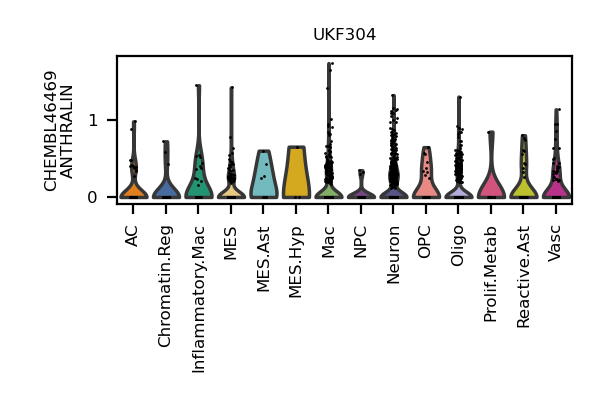 UKF304
CHEMBL46469
ANTHRALIN
1
0
AC
Chromatin.Reg
Inflammatory.Mac
MES
MES.Ast
MES.Hyp
Mac
NPC
Neuron
OPC
Oligo
Prolif.Metab
Reactive.Ast
Vasc